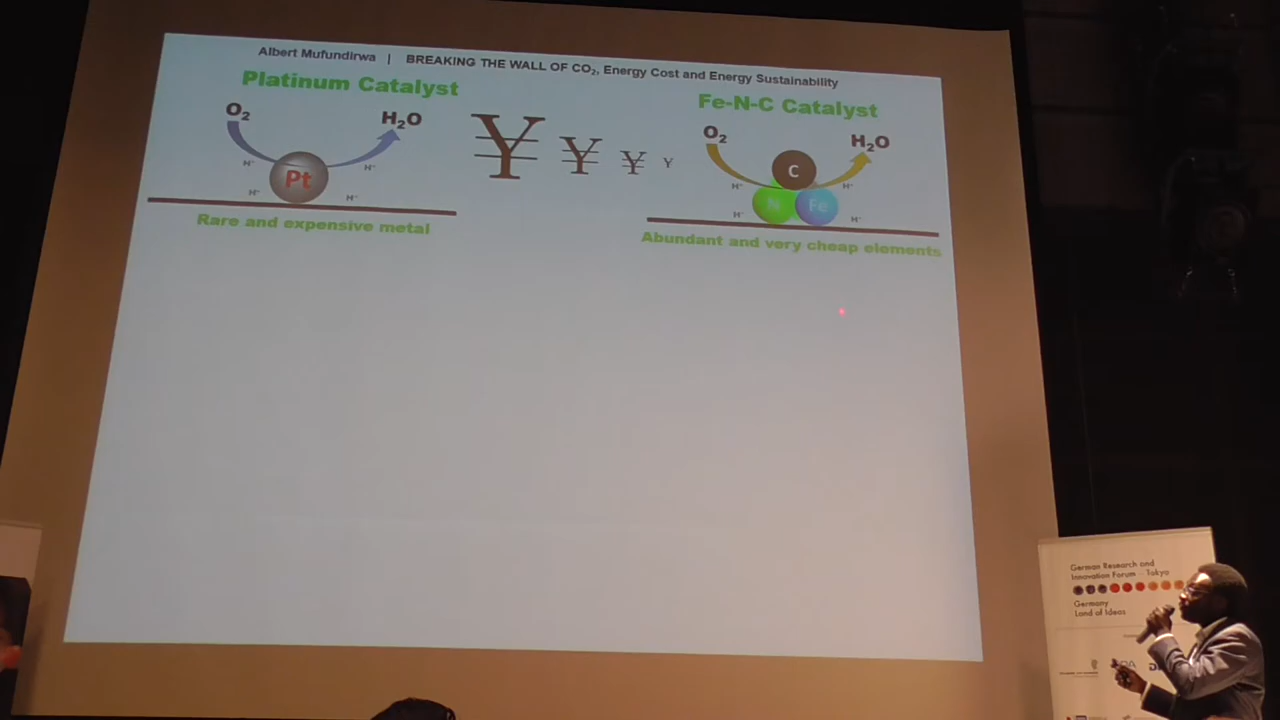 Albert Mufundirwa | BREAKING THE WALL OF CO₂, Energy Cost and Energy Sustainability
Platinum Catalyst
O₂
H₂O
H⁺
H⁺
Pt
H⁺
H⁺
Rare and expensive metal
¥ ¥ ¥ ¥
Fe-N-C Catalyst
O₂
H₂O
C
H⁺
H⁺
N
Fe
H⁺
H⁺
Abundant and very cheap elements
German Research and
Innovation Forum Tokyo
Germany
Land of Ideas